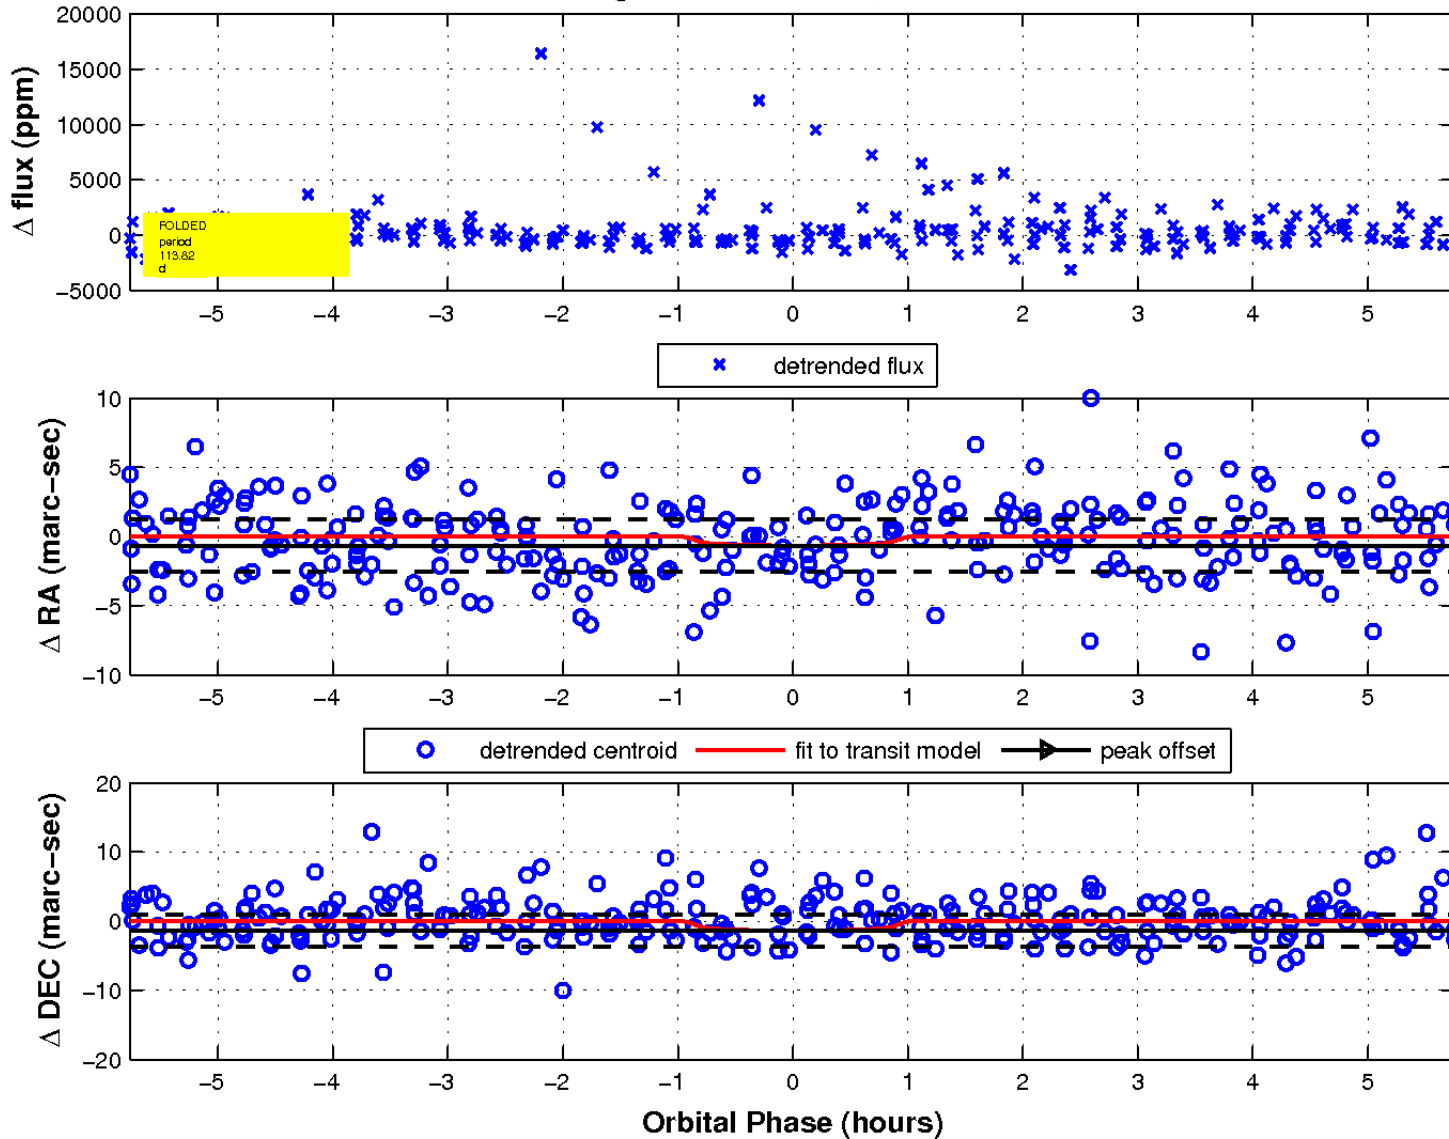 20000
15000
10000
5000
0
−5000
Δ flux (ppm)
FOLDED
period
113.82
d
−5 −4 −3 −2 −1 0 1 2 3 4 5
detrended flux
10
5
0
−5
−10
Δ RA (marc−sec)
−5 −4 −3 −2 −1 0 1 2 3 4 5
detrended centroid fit to transit model peak offset
20
10
0
−10
−20
Δ DEC (marc−sec)
−5 −4 −3 −2 −1 0 1 2 3 4 5
Orbital Phase (hours)